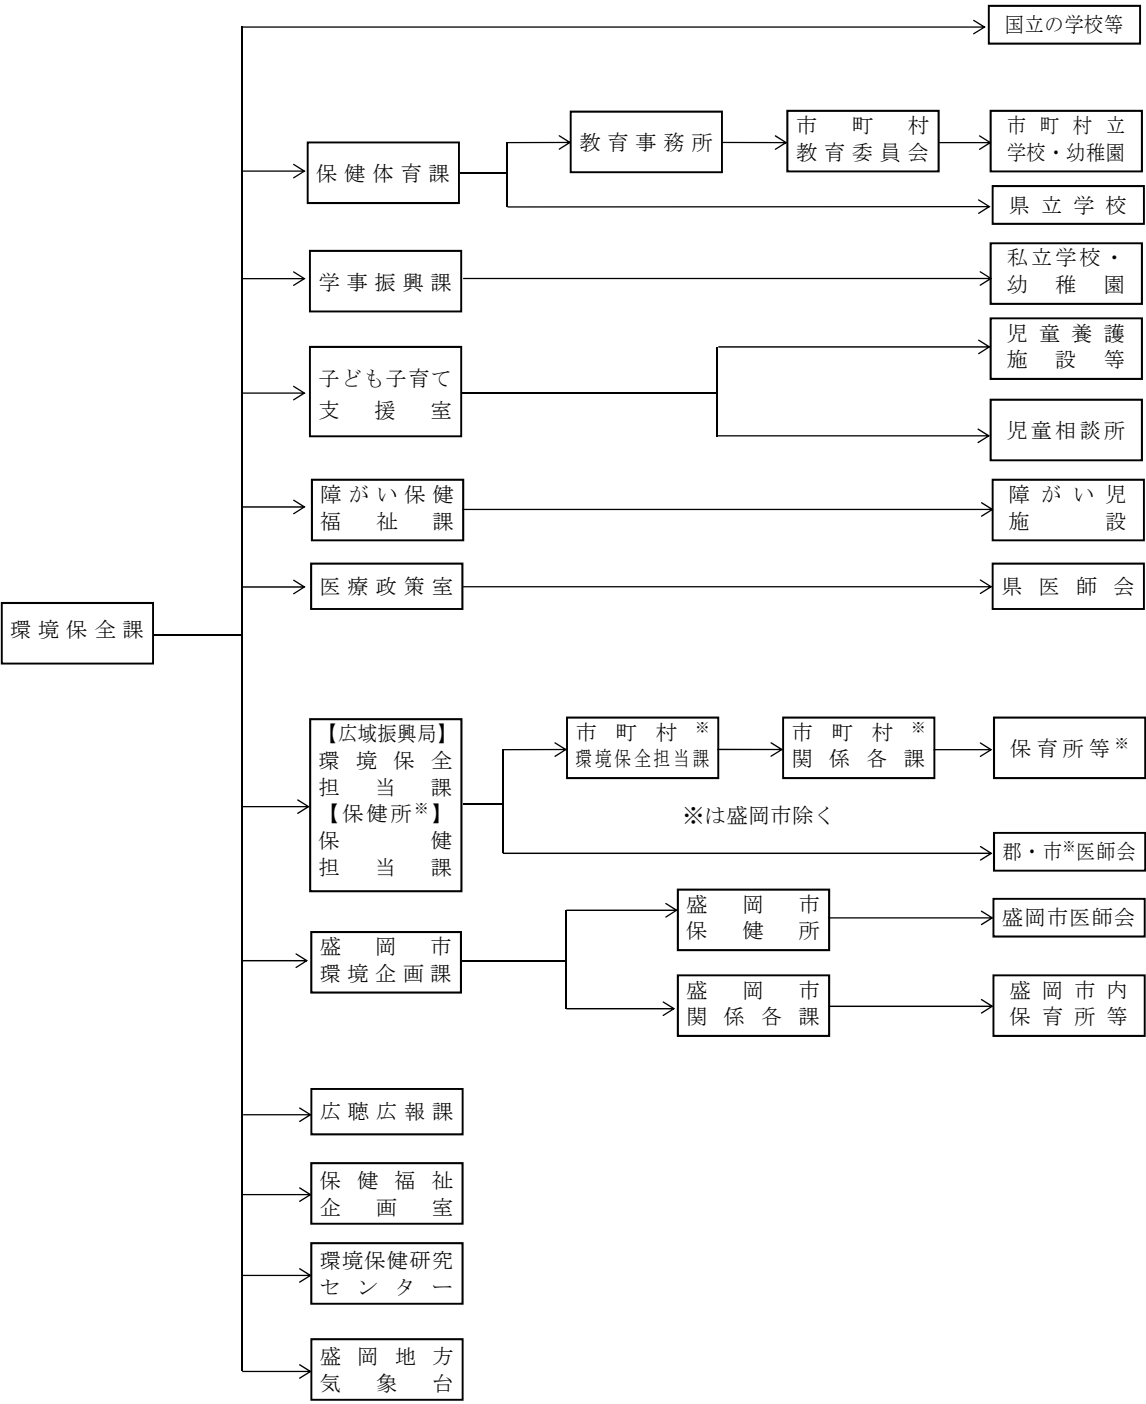 国立の学校等
保健体育課
教育事務所
市町村
教育委員会
市町村立
学校・幼稚園
県立学校
学事振興課
私立学校・
幼稚園
子ども子育て
支援室
児童養護
施設等
児童相談所
障がい保健
福祉課
障がい児
施設
医療政策室
県医師会
環境保全課
【広域振興局】
環境保全
担当課
【保健所※】
保健
担当課
市町村※
環境保全担当課
市町村※
関係各課
保育所等※
※は盛岡市除く
郡・市※医師会
盛岡市
環境企画課
盛岡市
保健所
盛岡市医師会
盛岡市
関係各課
盛岡市内
保育所等
広聴広報課
保健福祉
企画室
環境保健研究
センター
盛岡地方
気象台